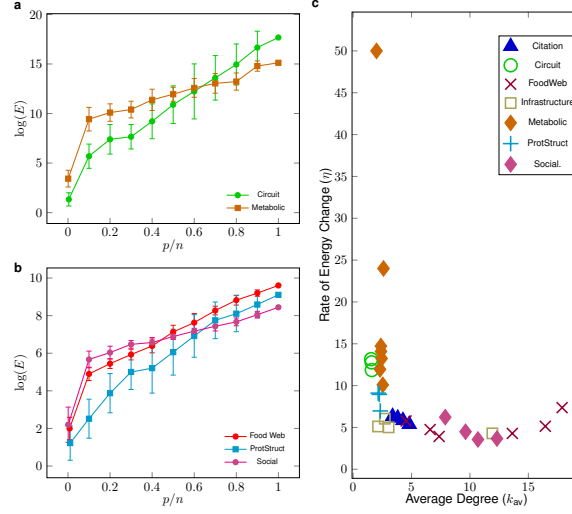 a
20
15
10
5
0
log(E)
Circuit
Metabolic
0 0.2 0.4 0.6 0.8 1
p/n
b
10
8
6
4
2
0
log(E)
Food Web
ProtStruct
Social
0 0.2 0.4 0.6 0.8 1
p/n
c
Citation
Circuit
FoodWeb
Infrastructure
Metabolic
ProtStruct
Social.
50
45
40
35
30
25
20
15
10
5
0
Rate of Energy Change (η)
0 5 10 15
Average Degree (kav)